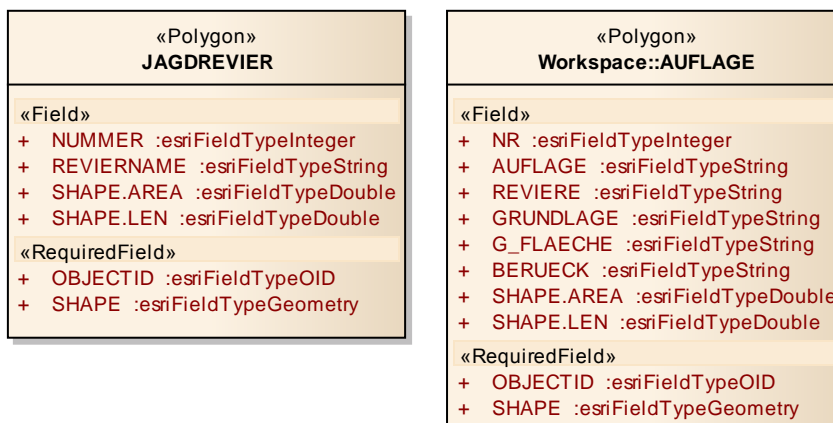 «Polygon»
JAGDREVIER
«Field»
+ NUMMER :esriFieldTypeInteger
+ REVIERNAME :esriFieldTypeString
+ SHAPE.AREA :esriFieldTypeDouble
+ SHAPE.LEN :esriFieldTypeDouble
«RequiredField»
+ OBJECTID :esriFieldTypeOID
+ SHAPE :esriFieldTypeGeometry
«Polygon»
Workspace::AUFLAGE
«Field»
+ NR :esriFieldTypeInteger
+ AUFLAGE :esriFieldTypeString
+ REVIERE :esriFieldTypeString
+ GRUNDLAGE :esriFieldTypeString
+ G_FLAECHE :esriFieldTypeString
+ BERUECK :esriFieldTypeString
+ SHAPE.AREA :esriFieldTypeDouble
+ SHAPE.LEN :esriFieldTypeDouble
«RequiredField»
+ OBJECTID :esriFieldTypeOID
+ SHAPE :esriFieldTypeGeometry